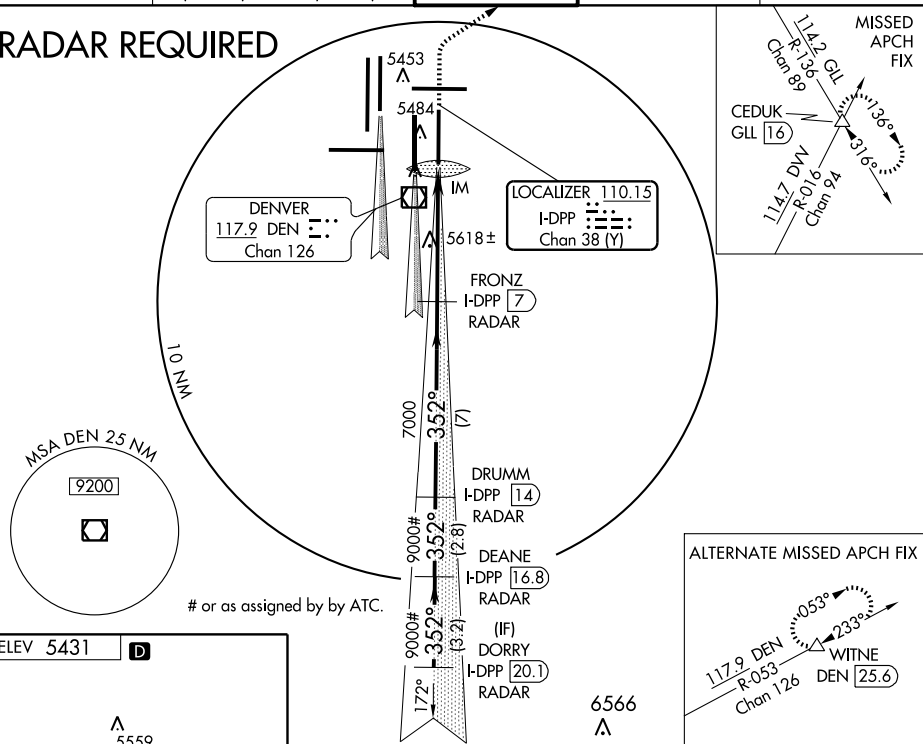 RADAR REQUIRED
5453
5484
IM
DENVER
117.9 DEN
Chan 126
LOCALIZER 110.15
I-DPP
Chan 38 (Y)
5618 ±
FRONZ
I-DPP 7
RADAR
10 NM
7000
352°
(7)
MSA DEN 25 NM
9200
DRUMM
I-DPP 14
RADAR
9000#
352°
(2.8)
DEANE
I-DPP 16.8
RADAR
# or as assigned by by ATC.
9000#
352°
(3.2)
(IF)
DORRY
I-DPP 20.1
RADAR
172°
6566
MISSED
APCH
FIX
114.2 GLL
R-136
Chan 89
CEDUK
GLL 16
136°
316°
114.7 DVV
R-016
Chan 94
ALTERNATE MISSED APCH FIX
053°
233°
117.9 DEN
R-053
Chan 126
WITNE
DEN 25.6
ELEV 5431 D
5559